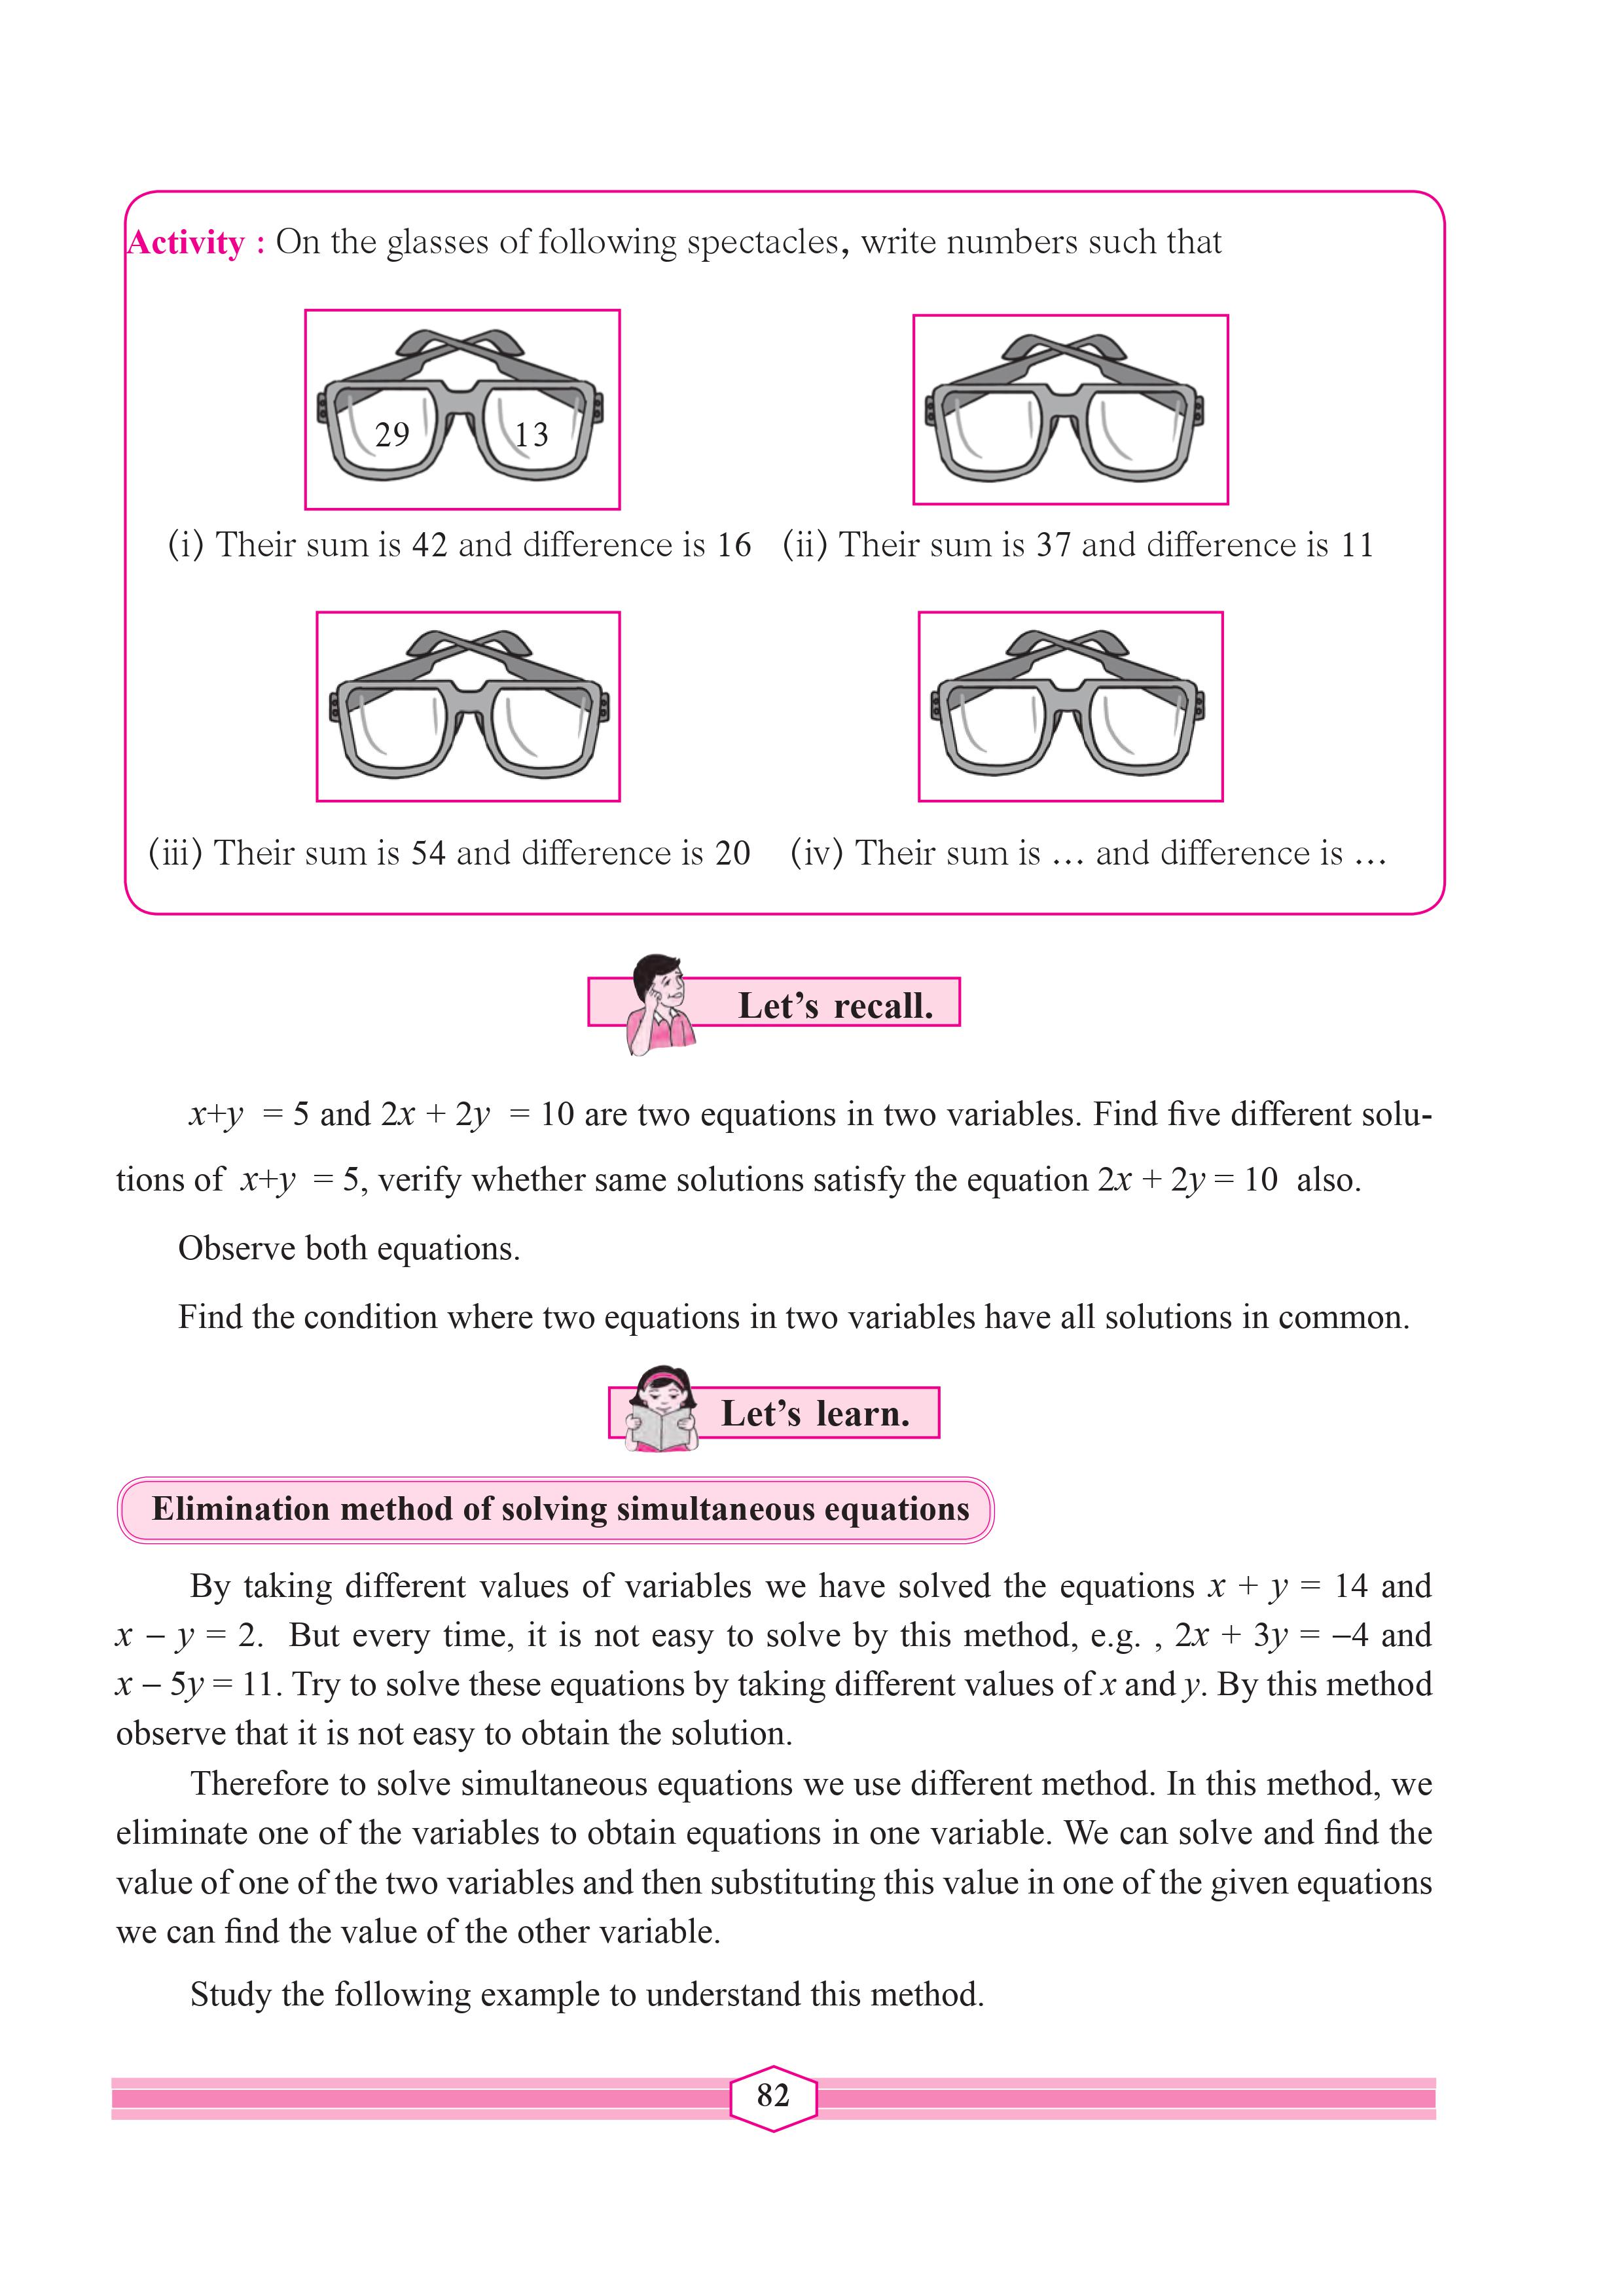 Activity : On the glasses of following spectacles, write numbers such that
29 13
(i) Their sum is 42 and difference is 16 (ii) Their sum is 37 and difference is 11
(iii) Their sum is 54 and difference is 20 (iv) Their sum is ... and difference is ...
Let's recall.
x+y = 5 and 2x + 2y = 10 are two equations in two variables. Find five different solu-
tions of x+y = 5, verify whether same solutions satisfy the equation 2x + 2y = 10 also.
Observe both equations.
Find the condition where two equations in two variables have all solutions in common.
Let's learn.
Elimination method of solving simultaneous equations
By taking different values of variables we have solved the equations x + y = 14 and
x − y = 2. But every time, it is not easy to solve by this method, e.g. , 2x + 3y = −4 and
x − 5y = 11. Try to solve these equations by taking different values of x and y. By this method
observe that it is not easy to obtain the solution.
Therefore to solve simultaneous equations we use different method. In this method, we
eliminate one of the variables to obtain equations in one variable. We can solve and find the
value of one of the two variables and then substituting this value in one of the given equations
we can find the value of the other variable.
Study the following example to understand this method.
82